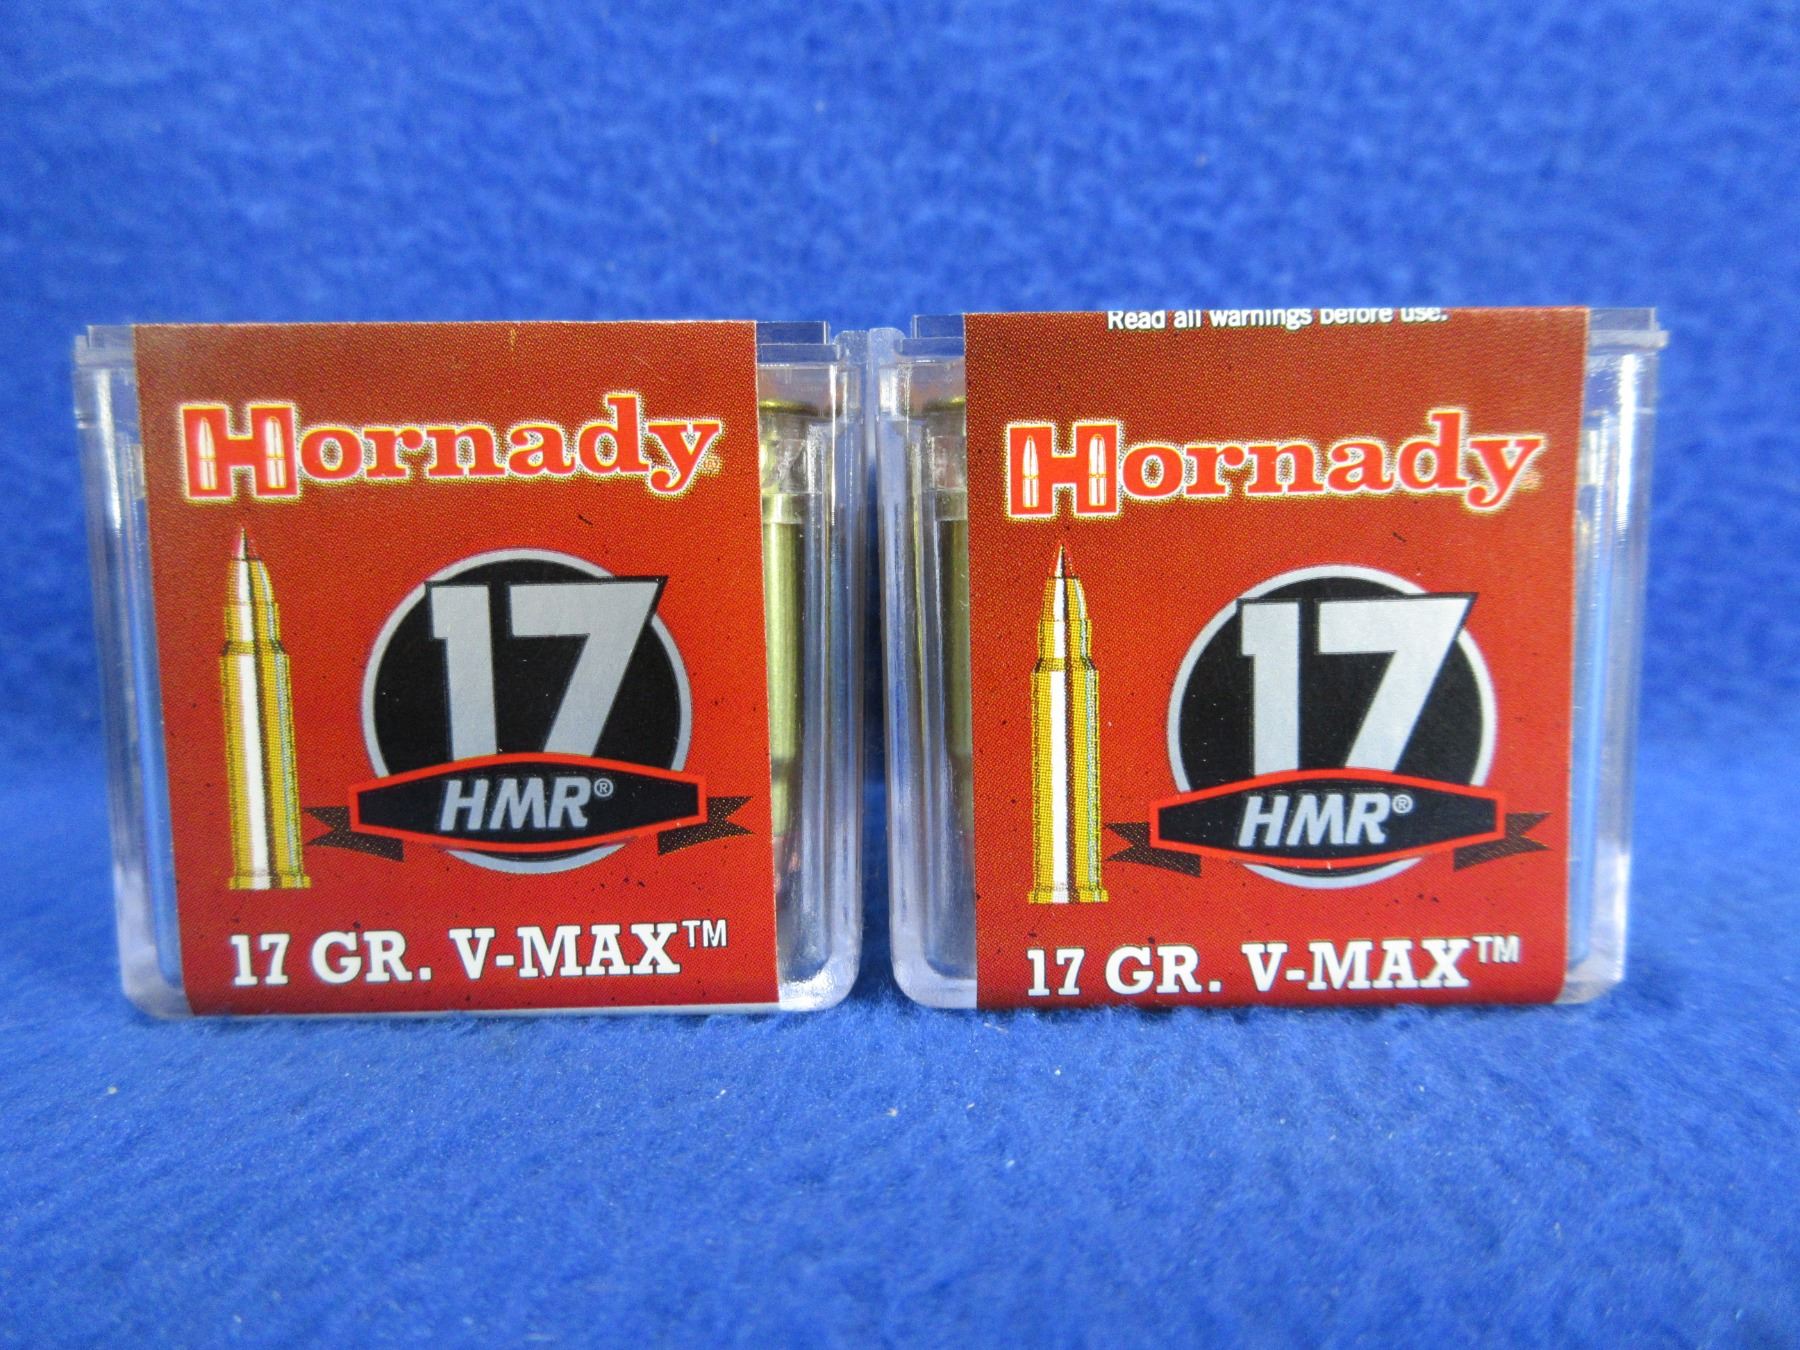 Hornady®
17
HMR®
17 GR. V-MAX™
Read all warnings before use.
Hornady®
17
HMR®
17 GR. V-MAX™